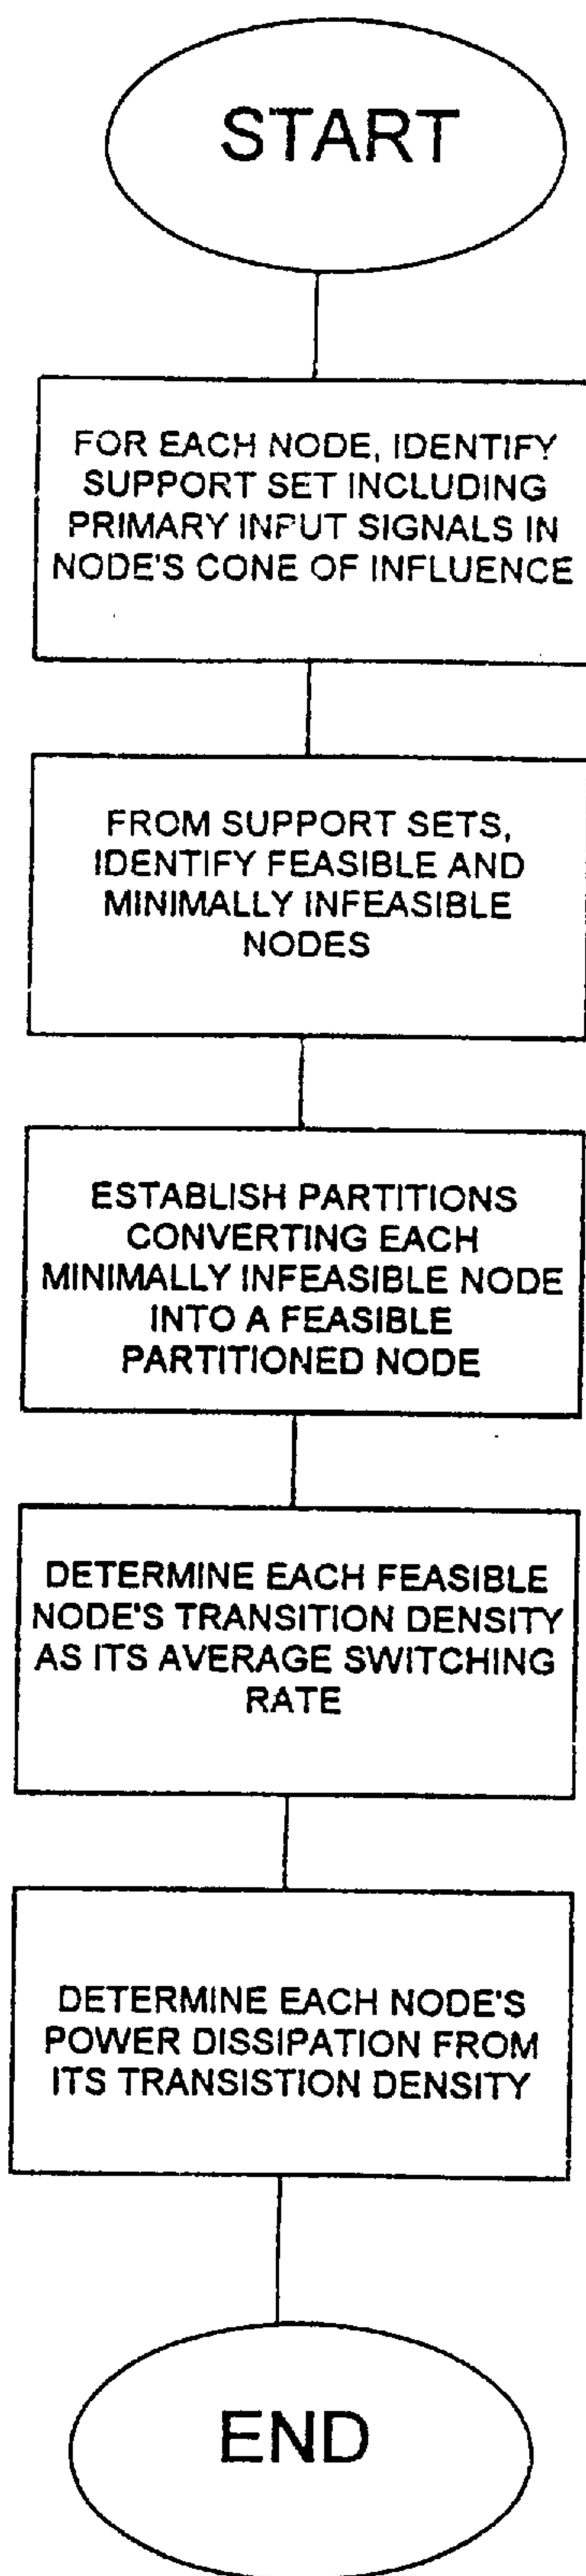 START
FOR EACH NODE, IDENTIFY
SUPPORT SET INCLUDING
PRIMARY INPUT SIGNALS IN
NODE'S CONE OF INFLUENCE
FROM SUPPORT SETS,
IDENTIFY FEASIBLE AND
MINIMALLY INFEASIBLE
NODES
ESTABLISH PARTITIONS
CONVERTING EACH
MINIMALLY INFEASIBLE NODE
INTO A FEASIBLE
PARTITIONED NODE
DETERMINE EACH FEASIBLE
NODE'S TRANSITION DENSITY
AS ITS AVERAGE SWITCHING
RATE
DETERMINE EACH NODE'S
POWER DISSIPATION FROM
ITS TRANSISTION DENSITY
END